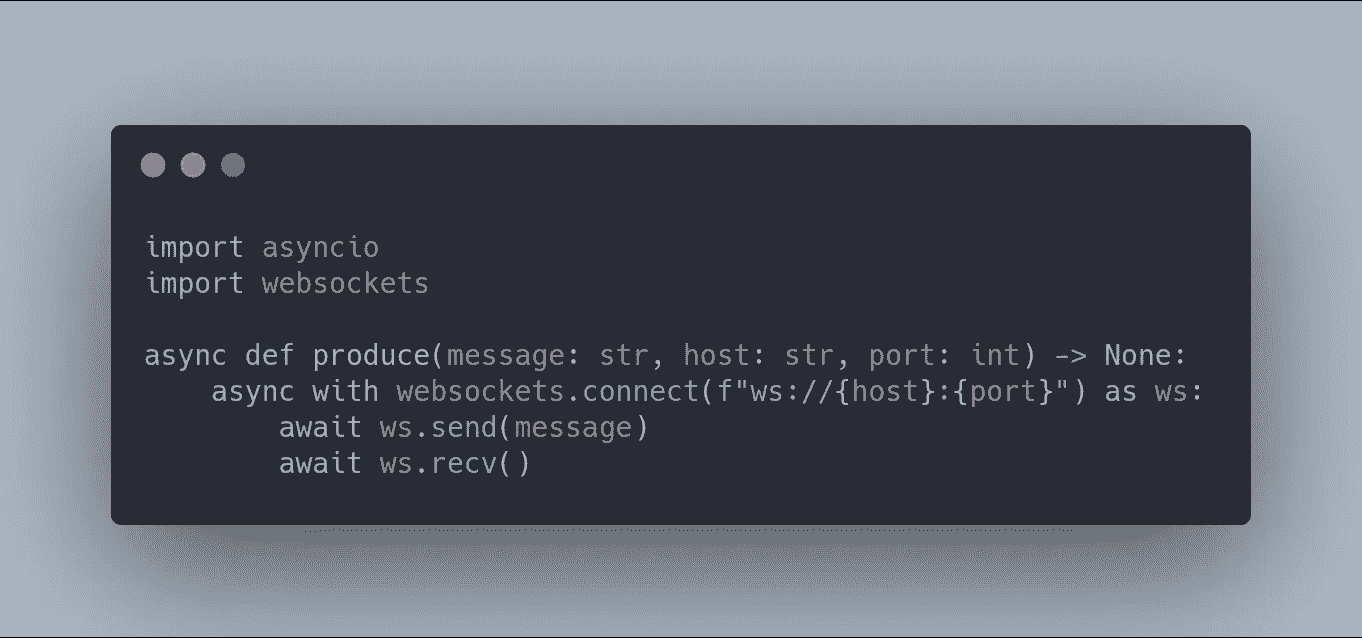 import asyncio
import websockets

async def produce(message: str, host: str, port: int) -> None:
    async with websockets.connect(f"ws://{host}:{port}") as ws:
        await ws.send(message)
        await ws.recv()